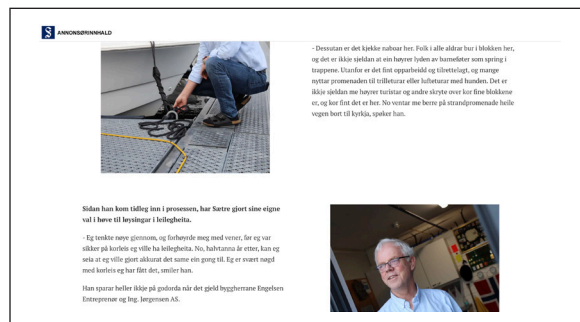 ANNONSØRINNHALD
- Dessutan er det kjekke naboar her. Folk i alle aldrar bur i blokken her,
og det er ikkje sjeldan at ein høyrer lyden av barneføter som spring i
trappene. Utanfor er det fint opparbeidd og tilrettelagt, og mange
nyttar promenaden til trilleturar eller lufteturar med hunden. Det er
ikkje sjeldan me høyrer turistar og andre skryte over kor fine blokkene
er, og kor fint det er her. No ventar me berre på strandpromenade heile
vegen bort til kyrkja, spøker han.
Sidan han kom tidleg inn i prosessen, har Sætre gjort sine eigne
val i høve til løysingar i leilegheita.
- Eg tenkte nøye gjennom, og forhøyrde meg med vener, før eg var
sikker på korleis eg ville ha leilegheita. No, halvtanna år etter, kan eg
seia at eg ville gjort akkurat det same ein gong til. Eg er svært nøgd
med korleis eg har fått det, smiler han.
Han sparar heller ikkje på godorda når det gjeld byggherrane Engelsen
Entreprenør og Ing. Jørgensen AS.